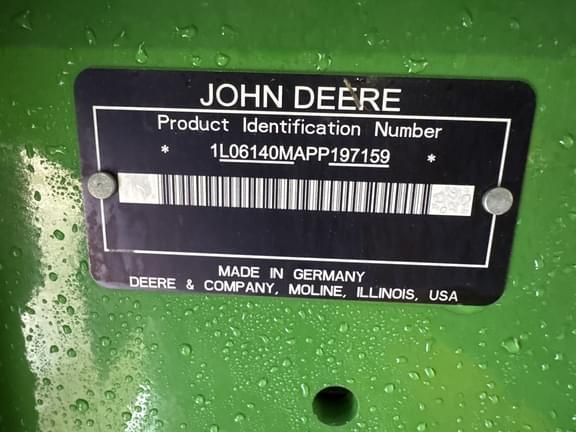 JOHN DEERE
Product Identification Number
* 1L06140MAPP197159 *
MADE IN GERMANY
DEERE & COMPANY, MOLINE, ILLINOIS, USA